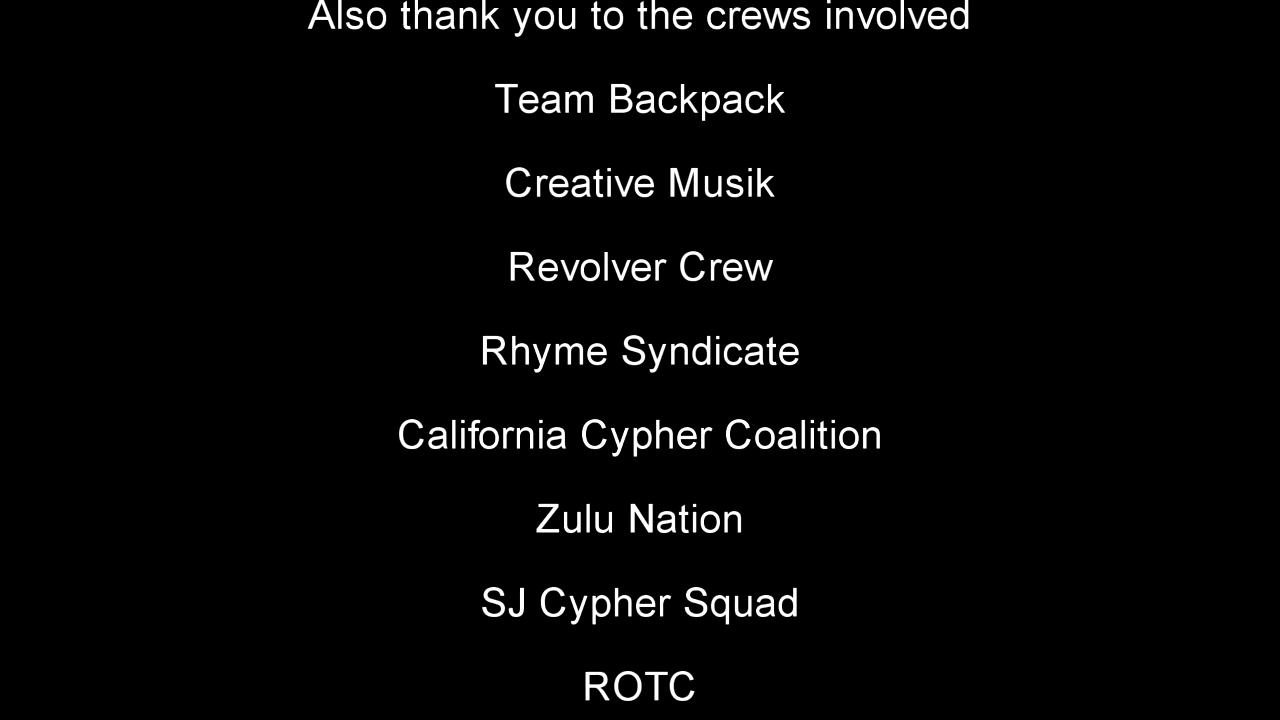 Also thank you to the crews involved
Team Backpack
Creative Musik
Revolver Crew
Rhyme Syndicate
California Cypher Coalition
Zulu Nation
SJ Cypher Squad
ROTC